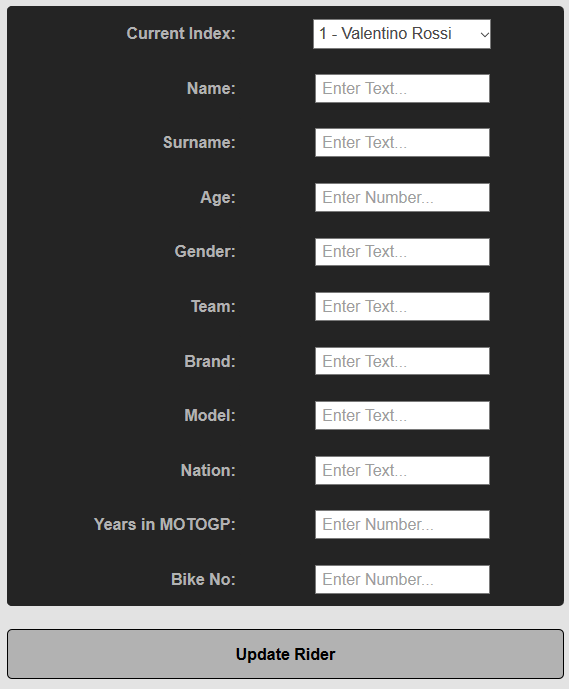 Current Index: 1 - Valentino Rossi
Name: Enter Text...
Surname: Enter Text...
Age: Enter Number...
Gender: Enter Text...
Team: Enter Text...
Brand: Enter Text...
Model: Enter Text...
Nation: Enter Text...
Years in MOTOGP: Enter Number...
Bike No: Enter Number...
Update Rider